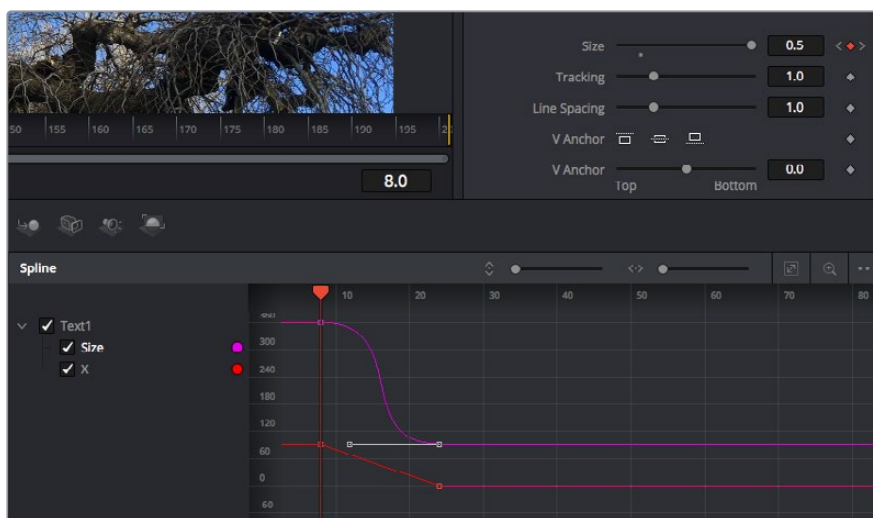 Size 0.5 < >
Tracking 1.0
Line Spacing 1.0
V Anchor
V Anchor 0.0
Top Bottom
50 155 160 165 170 175 180 185 190 195
8.0
Spline
10 20 30 40 50 60 70 80
Text1
Size
X
300
240
180
120
60
0
60